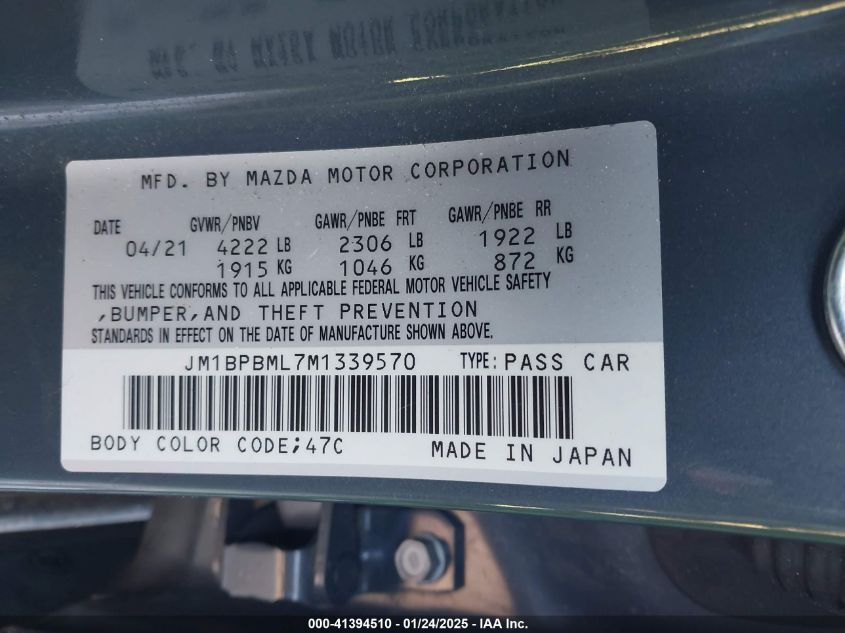 MFD. BY MAZDA MOTOR CORPORATION
DATE GVWR/PNBV GAWR/PNBE FRT GAWR/PNBE RR
04/21 4222 LB 2306 LB 1922 LB
1915 KG 1046 KG 872 KG
THIS VEHICLE CONFORMS TO ALL APPLICABLE FEDERAL MOTOR VEHICLE SAFETY
,BUMPER,AND THEFT PREVENTION
STANDARDS IN EFFECT ON THE DATE OF MANUFACTURE SHOWN ABOVE.
JM1BPBML7M1339570 TYPE: PASS CAR
BODY COLOR CODE;47C MADE IN JAPAN
000-41394510 - 01/24/2025 - IAA Inc.